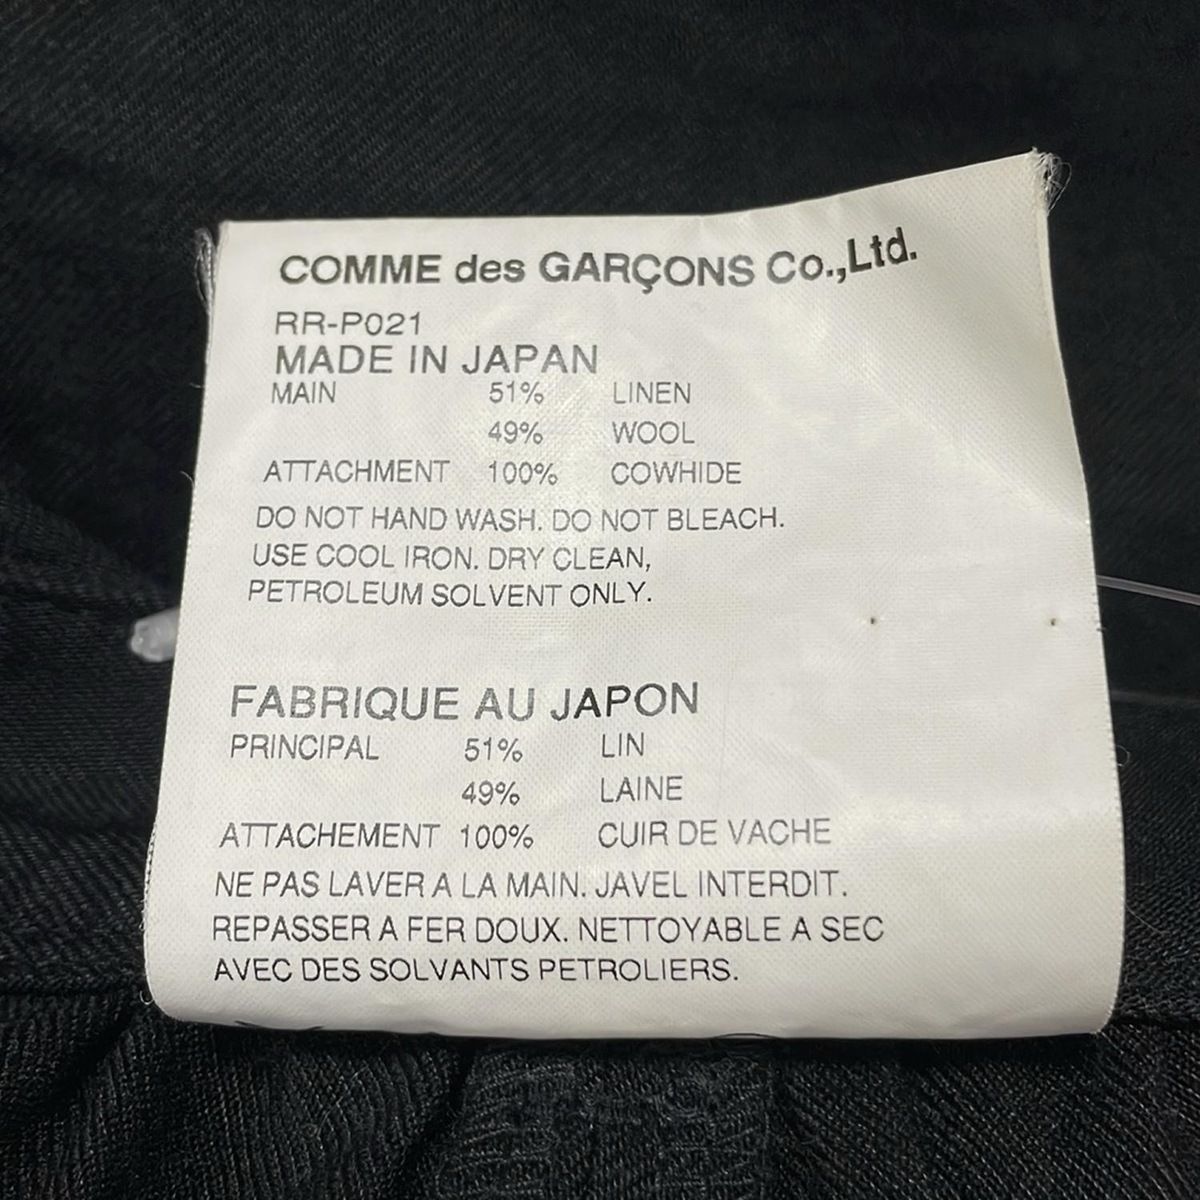 COMME des GARÇONS Co.,Ltd.
RR-P021
MADE IN JAPAN
MAIN 51% LINEN
49% WOOL
ATTACHMENT 100% COWHIDE
DO NOT HAND WASH. DO NOT BLEACH.
USE COOL IRON. DRY CLEAN,
PETROLEUM SOLVENT ONLY.
FABRIQUE AU JAPON
PRINCIPAL 51% LIN
49% LAINE
ATTACHEMENT 100% CUIR DE VACHE
NE PAS LAVER A LA MAIN. JAVEL INTERDIT.
REPASSER A FER DOUX. NETTOYABLE A SEC
AVEC DES SOLVANTS PETROLIERS.